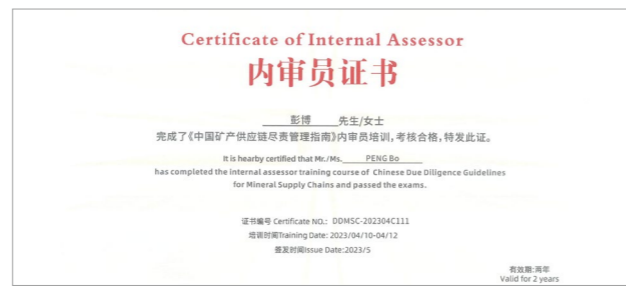 Certificate of Internal Assessor
内审员证书
彭博 先生/女士
完成了《中国矿产供应链尽责管理指南》内审员培训,考核合格,特发此证。
It is hearby certified that Mr./Ms. PENG Bo
has completed the internal assessor training course of Chinese Due Diligence Guidelines
for Mineral Supply Chains and passed the exams.
证书编号 Certificate NO.: DDMSC-202304C111
培训时间Training Date: 2023/04/10-04/12
签发时间Issue Date:2023/5
有效期:两年
Valid for 2 years